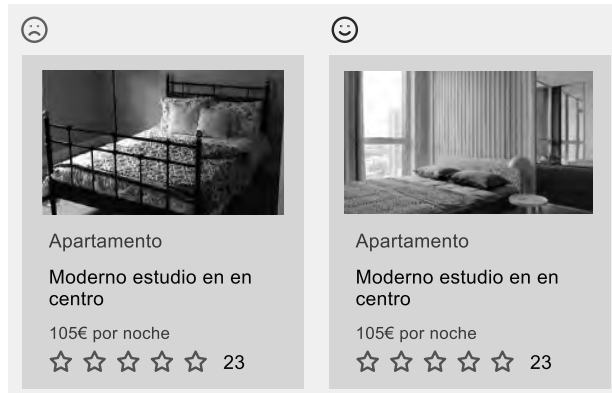 Apartamento
Moderno estudio en en
centro
105€ por noche
23
Apartamento
Moderno estudio en en
centro
105€ por noche
23